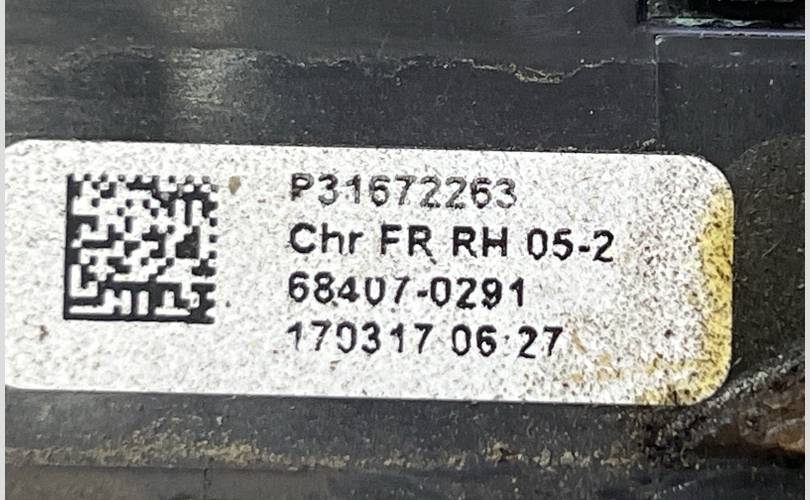 P31672263
Chr FR RH 05-2
68407-0291
170317 06:27